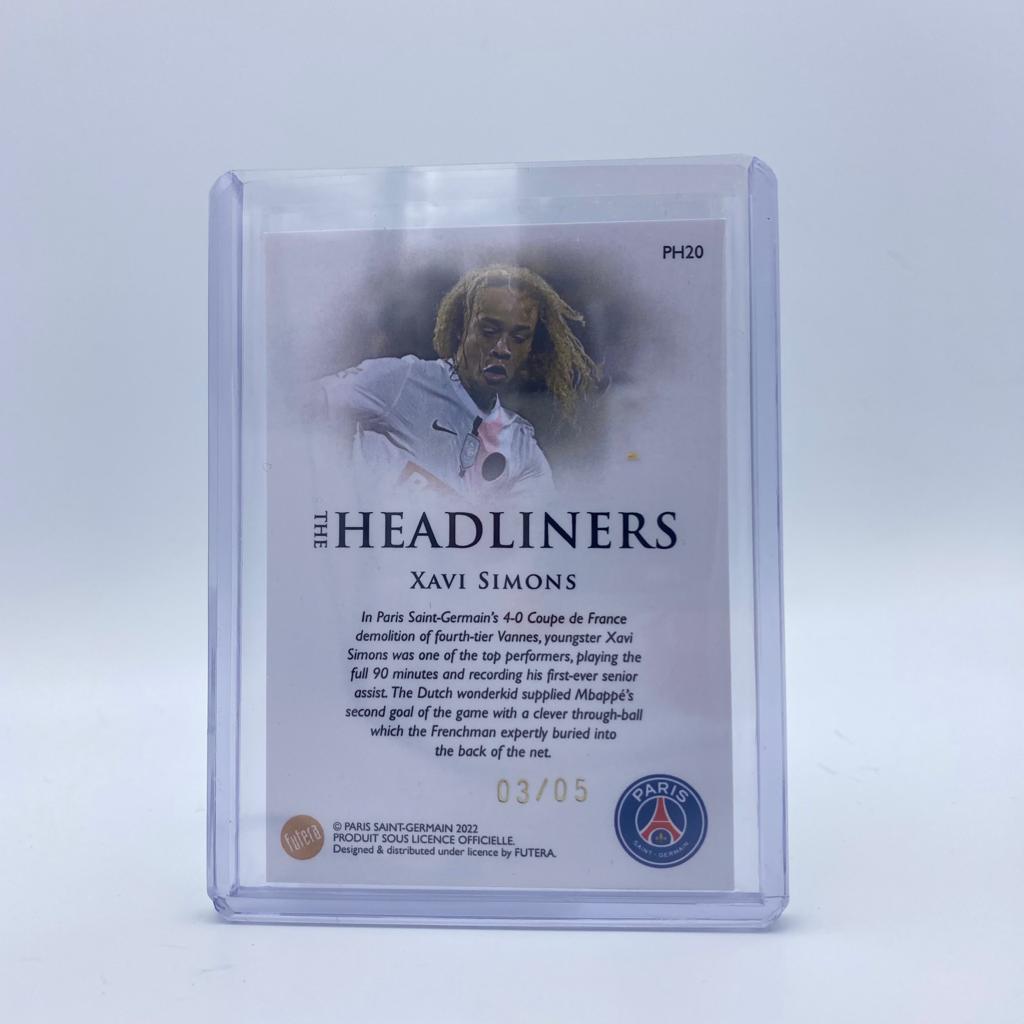 PH20
THE HEADLINERS
XAVI SIMONS
In Paris Saint-Germain's 4-0 Coupe de France
demolition of fourth-tier Vannes, youngster Xavi
Simons was one of the top performers, playing the
full 90 minutes and recording his first-ever senior
assist. The Dutch wonderkid supplied Mbappé's
second goal of the game with a clever through-ball
which the Frenchman expertly buried into
the back of the net.
03/05
PARIS
SAINT-GERMAIN
futera
© PARIS SAINT-GERMAIN 2022
PRODUIT SOUS LICENCE OFFICIELLE.
Designed & distributed under licence by FUTERA.